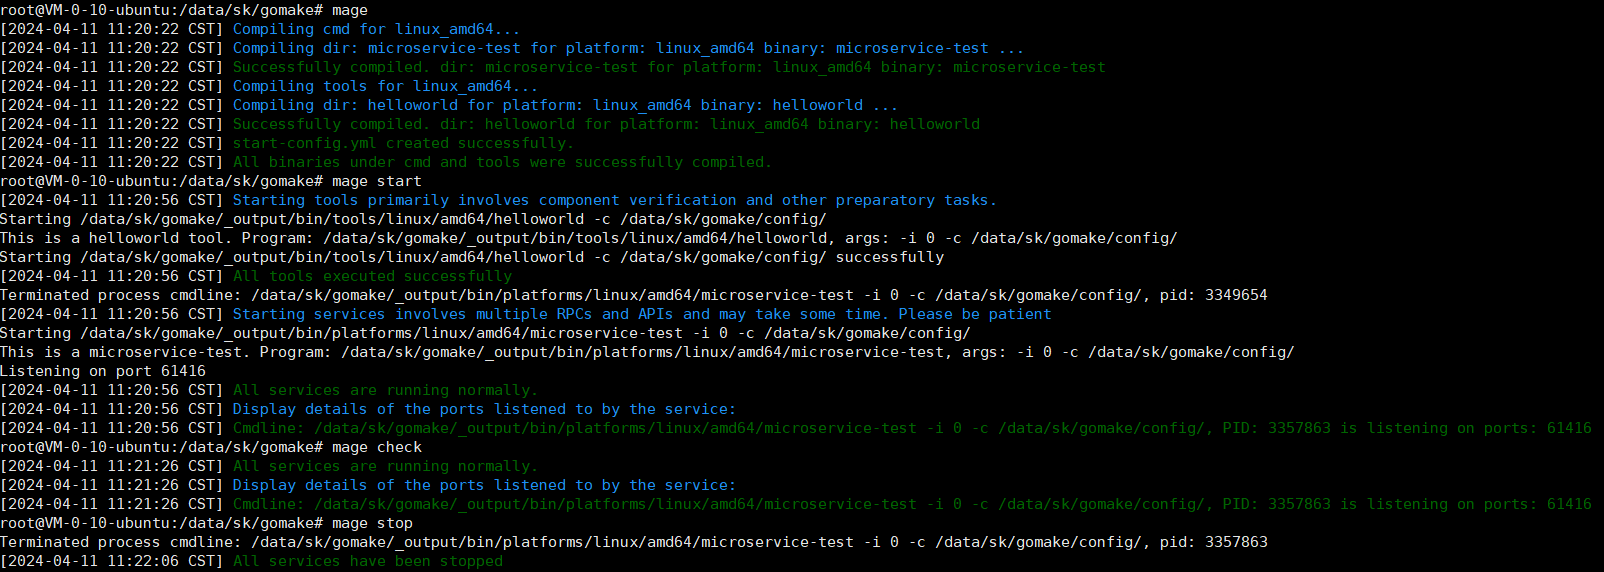 root@VM-0-10-ubuntu:/data/sk/gomake# mage
[2024-04-11 11:20:22 CST] Compiling cmd for linux_amd64...
[2024-04-11 11:20:22 CST] Compiling dir: microservice-test for platform: linux_amd64 binary: microservice-test ...
[2024-04-11 11:20:22 CST] Successfully compiled. dir: microservice-test for platform: linux_amd64 binary: microservice-test
[2024-04-11 11:20:22 CST] Compiling tools for linux_amd64...
[2024-04-11 11:20:22 CST] Compiling dir: helloworld for platform: linux_amd64 binary: helloworld ...
[2024-04-11 11:20:22 CST] Successfully compiled. dir: helloworld for platform: linux_amd64 binary: helloworld
[2024-04-11 11:20:22 CST] start-config.yml created successfully.
[2024-04-11 11:20:22 CST] All binaries under cmd and tools were successfully compiled.
root@VM-0-10-ubuntu:/data/sk/gomake# mage start
[2024-04-11 11:20:56 CST] Starting tools primarily involves component verification and other preparatory tasks.
Starting /data/sk/gomake/_output/bin/tools/linux/amd64/helloworld -c /data/sk/gomake/config/
This is a helloworld tool. Program: /data/sk/gomake/_output/bin/tools/linux/amd64/helloworld, args: -i 0 -c /data/sk/gomake/config/
Starting /data/sk/gomake/_output/bin/tools/linux/amd64/helloworld -c /data/sk/gomake/config/ successfully
[2024-04-11 11:20:56 CST] All tools executed successfully
Terminated process cmdline: /data/sk/gomake/_output/bin/platforms/linux/amd64/microservice-test -i 0 -c /data/sk/gomake/config/, pid: 3349654
[2024-04-11 11:20:56 CST] Starting services involves multiple RPCs and APIs and may take some time. Please be patient
Starting /data/sk/gomake/_output/bin/platforms/linux/amd64/microservice-test -i 0 -c /data/sk/gomake/config/
This is a microservice-test. Program: /data/sk/gomake/_output/bin/platforms/linux/amd64/microservice-test, args: -i 0 -c /data/sk/gomake/config/
Listening on port 61416
[2024-04-11 11:20:56 CST] All services are running normally.
[2024-04-11 11:20:56 CST] Display details of the ports listened to by the service:
[2024-04-11 11:20:56 CST] Cmdline: /data/sk/gomake/_output/bin/platforms/linux/amd64/microservice-test -i 0 -c /data/sk/gomake/config/, PID: 3357863 is listening on ports: 61416
root@VM-0-10-ubuntu:/data/sk/gomake# mage check
[2024-04-11 11:21:26 CST] All services are running normally.
[2024-04-11 11:21:26 CST] Display details of the ports listened to by the service:
[2024-04-11 11:21:26 CST] Cmdline: /data/sk/gomake/_output/bin/platforms/linux/amd64/microservice-test -i 0 -c /data/sk/gomake/config/, PID: 3357863 is listening on ports: 61416
root@VM-0-10-ubuntu:/data/sk/gomake# mage stop
Terminated process cmdline: /data/sk/gomake/_output/bin/platforms/linux/amd64/microservice-test -i 0 -c /data/sk/gomake/config/, pid: 3357863
[2024-04-11 11:22:06 CST] All services have been stopped